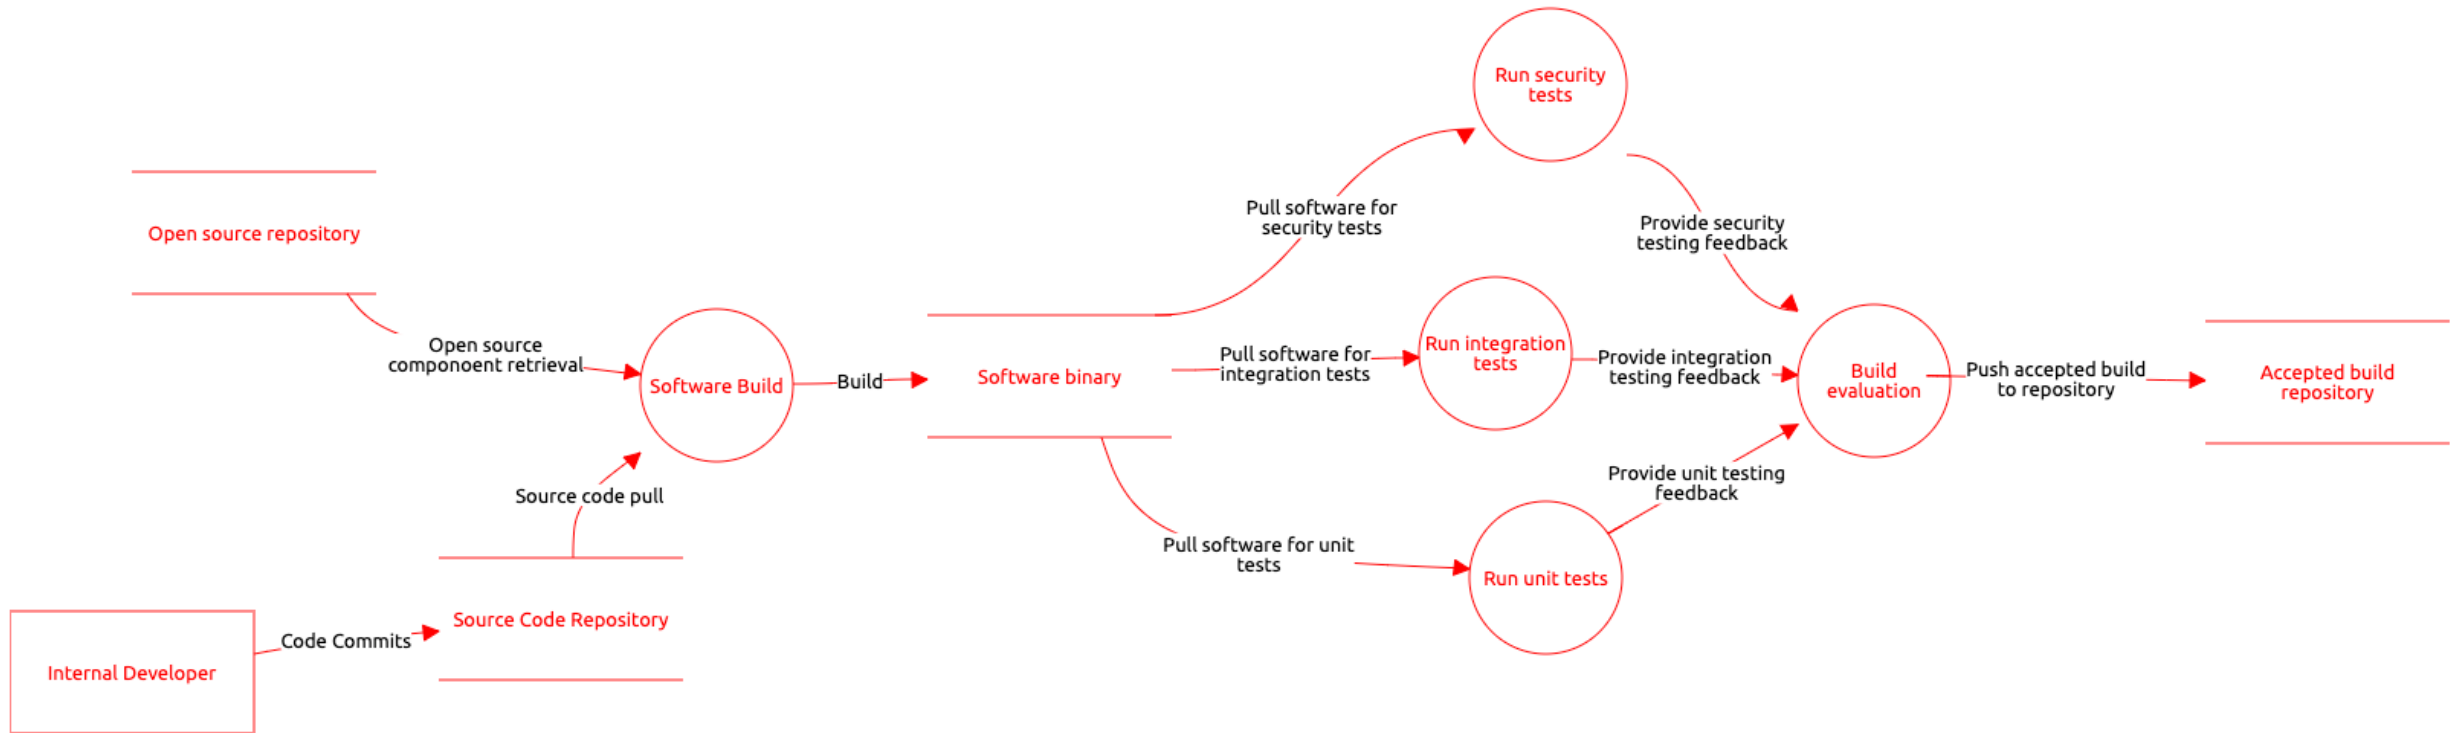 Run security
tests
Open source repository
Pull software for
security tests
Provide security
testing feedback
Open source
componoent retrieval
Software Build
Build
Software binary
Pull software for
integration tests
Run integration
tests
Provide integration
testing feedback
Build
evaluation
Push accepted build
to repository
Accepted build
repository
Source code pull
Provide unit testing
feedback
Pull software for unit
tests
Run unit tests
Source Code Repository
Code Commits
Internal Developer